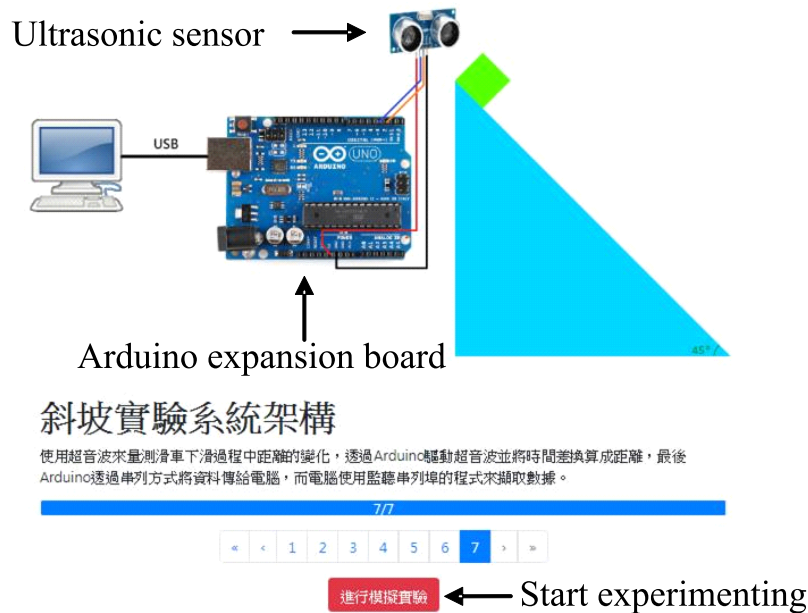 Ultrasonic sensor
USB
UNO
ARDUINO
Arduino expansion board
45°
斜坡實驗系統架構
使用超音波來量測滑車下滑過程中距離的變化，透過Arduino驅動超音波並將時間差換算成距離，最後
Arduino透過串列方式將資料傳給電腦，而電腦使用監聽串列埠的程式來擷取數據。
7/7
« ‹ 1 2 3 4 5 6 7 › »
進行模擬實驗
Start experimenting